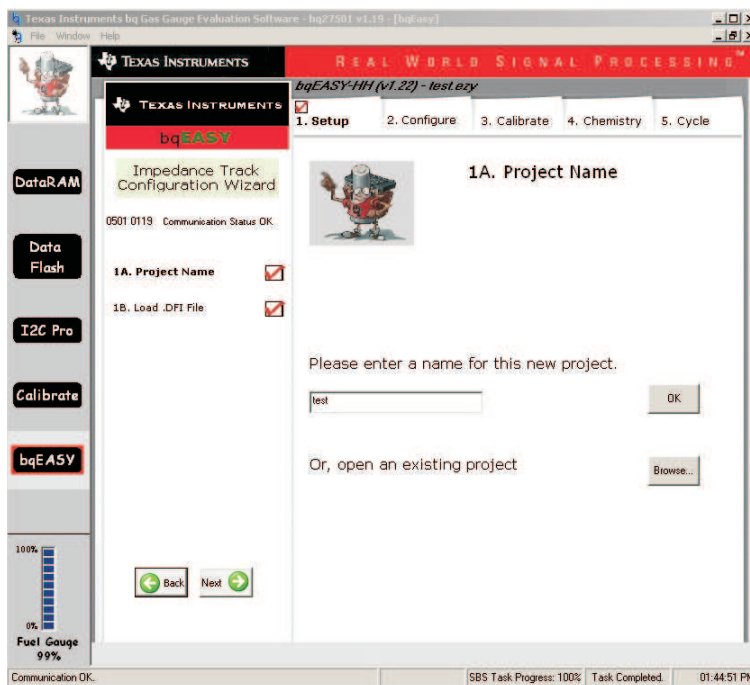 Texas Instruments bq Gas Gauge Evaluation Software - bq27501 v1.19 - [bqEasy]
File Window Help
TEXAS INSTRUMENTS
REAL WORLD SIGNAL PROCESSING™
bqEASY-HH (v1.22) - test.ezy
TEXAS INSTRUMENTS
bqEASY
1. Setup 2. Configure 3. Calibrate 4. Chemistry 5. Cycle
Impedance Track
Configuration Wizard
0501 0119 Communication Status OK
1A. Project Name
1B. Load .DFI File
1A. Project Name
Please enter a name for this new project.
test
OK
Or, open an existing project
Browse...
Back Next
DataRAM
Data
Flash
I2C Pro
Calibrate
bqEASY
100%
0%
Fuel Gauge
99%
Communication OK.
SBS Task Progress: 100% Task Completed. 01:44:51 PM